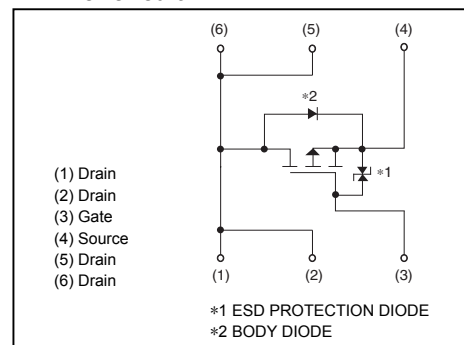 (6) (5) (4)
*2
*1
(1) Drain
(2) Drain
(3) Gate
(4) Source
(5) Drain
(6) Drain
(1) (2) (3)
*1 ESD PROTECTION DIODE
*2 BODY DIODE